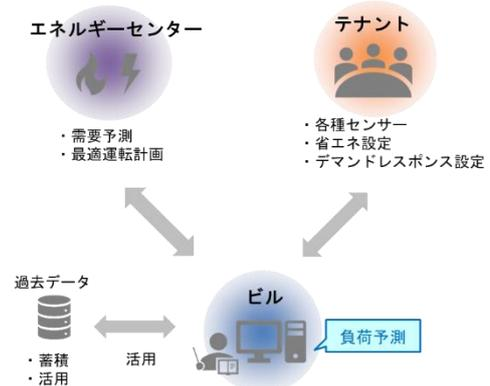 エネルギーセンター
テナント
・需要予測
・最適運転計画
・各種センサー
・省エネ設定
・デマンドレスポンス設定
過去データ
ビル
負荷予測
活用
・蓄積
・活用